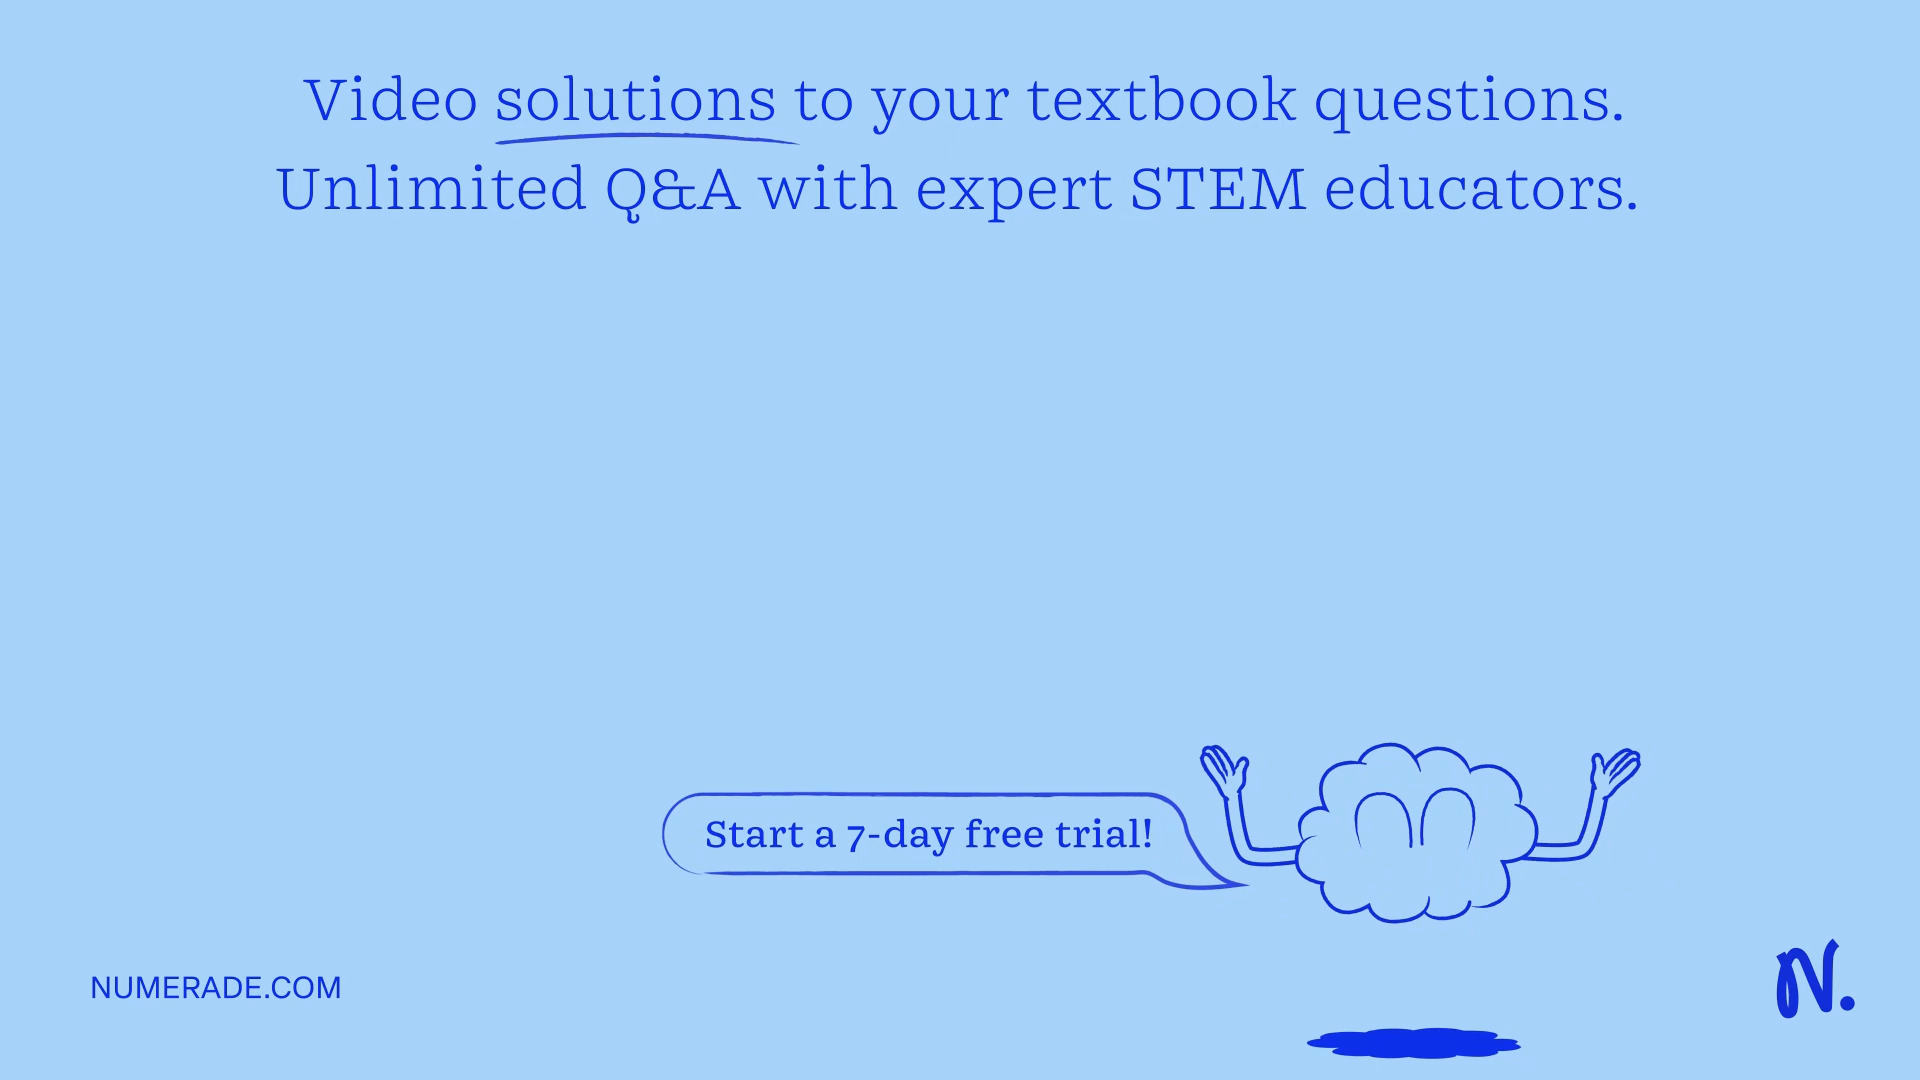 Video solutions to your textbook questions.
Unlimited Q&A with expert STEM educators.
Start a 7-day free trial!
NUMERADE.COM
N.